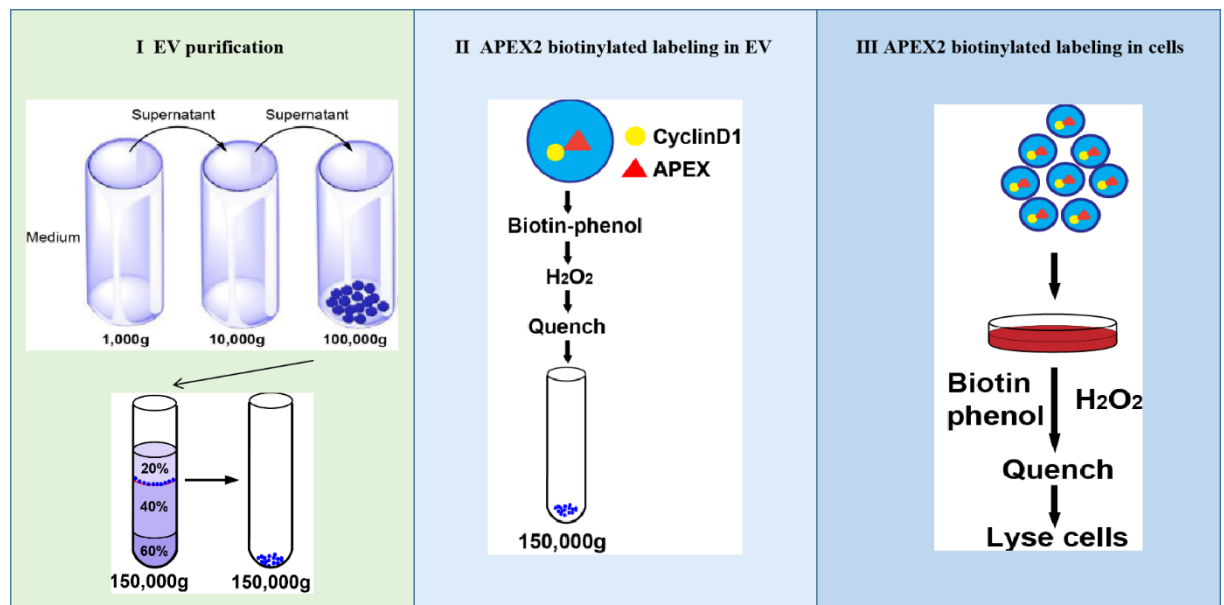 I EV purification
Supernatant
Supernatant
Medium
1,000g
10,000g
100,000g
20%
40%
60%
150,000g
150,000g
II APEX2 biotinylated labeling in EV
CyclinD1
APEX
Biotin-phenol
H₂O₂
Quench
150,000g
III APEX2 biotinylated labeling in cells
Biotin
phenol
H₂O₂
Quench
Lyse cells